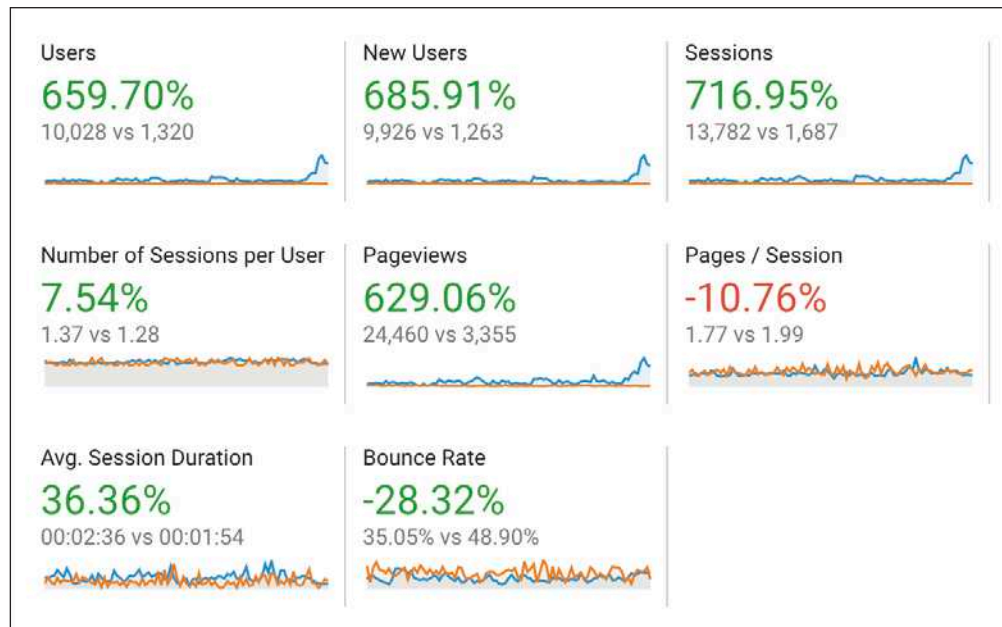 Users
659.70%
10,028 vs 1,320
New Users
685.91%
9,926 vs 1,263
Sessions
716.95%
13,782 vs 1,687
Number of Sessions per User
7.54%
1.37 vs 1.28
Pageviews
629.06%
24,460 vs 3,355
Pages / Session
-10.76%
1.77 vs 1.99
Avg. Session Duration
36.36%
00:02:36 vs 00:01:54
Bounce Rate
-28.32%
35.05% vs 48.90%